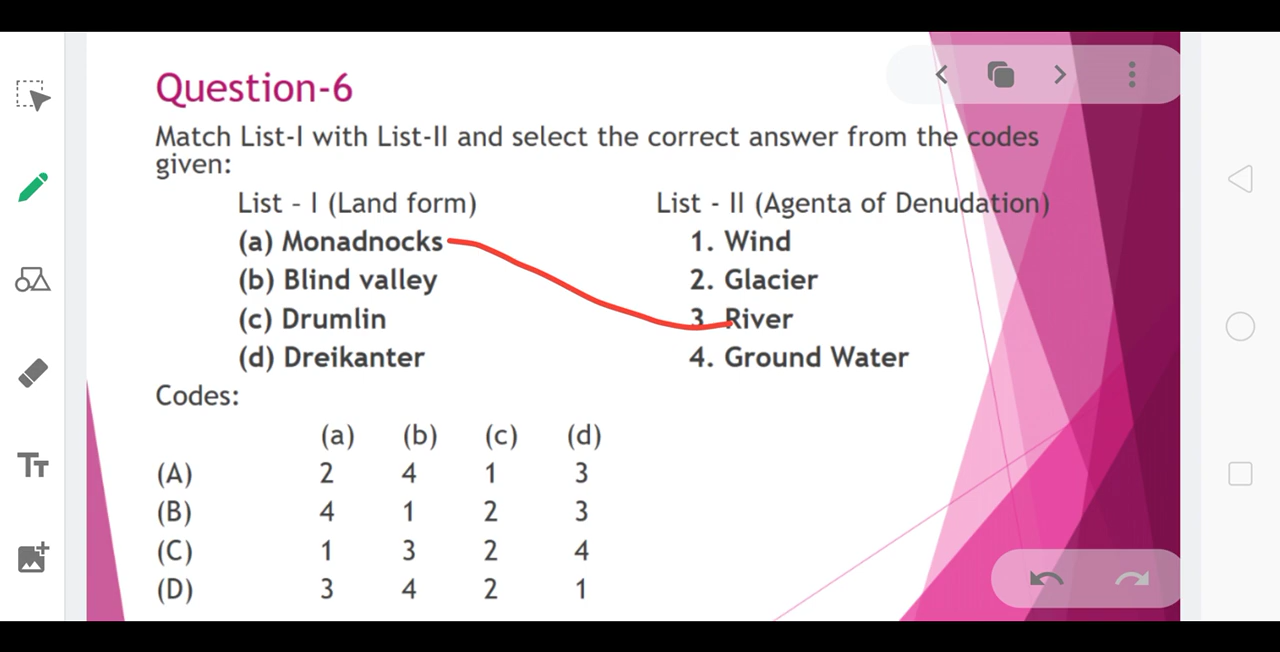 Question-6
Match List-I with List-II and select the correct answer from the codes
given:
List - I (Land form) List - II (Agenta of Denudation)
(a) Monadnocks 1. Wind
(b) Blind valley 2. Glacier
(c) Drumlin 3. River
(d) Dreikanter 4. Ground Water
Codes:
(a) (b) (c) (d)
(A) 2 4 1 3
(B) 4 1 2 3
(C) 1 3 2 4
(D) 3 4 2 1
TT